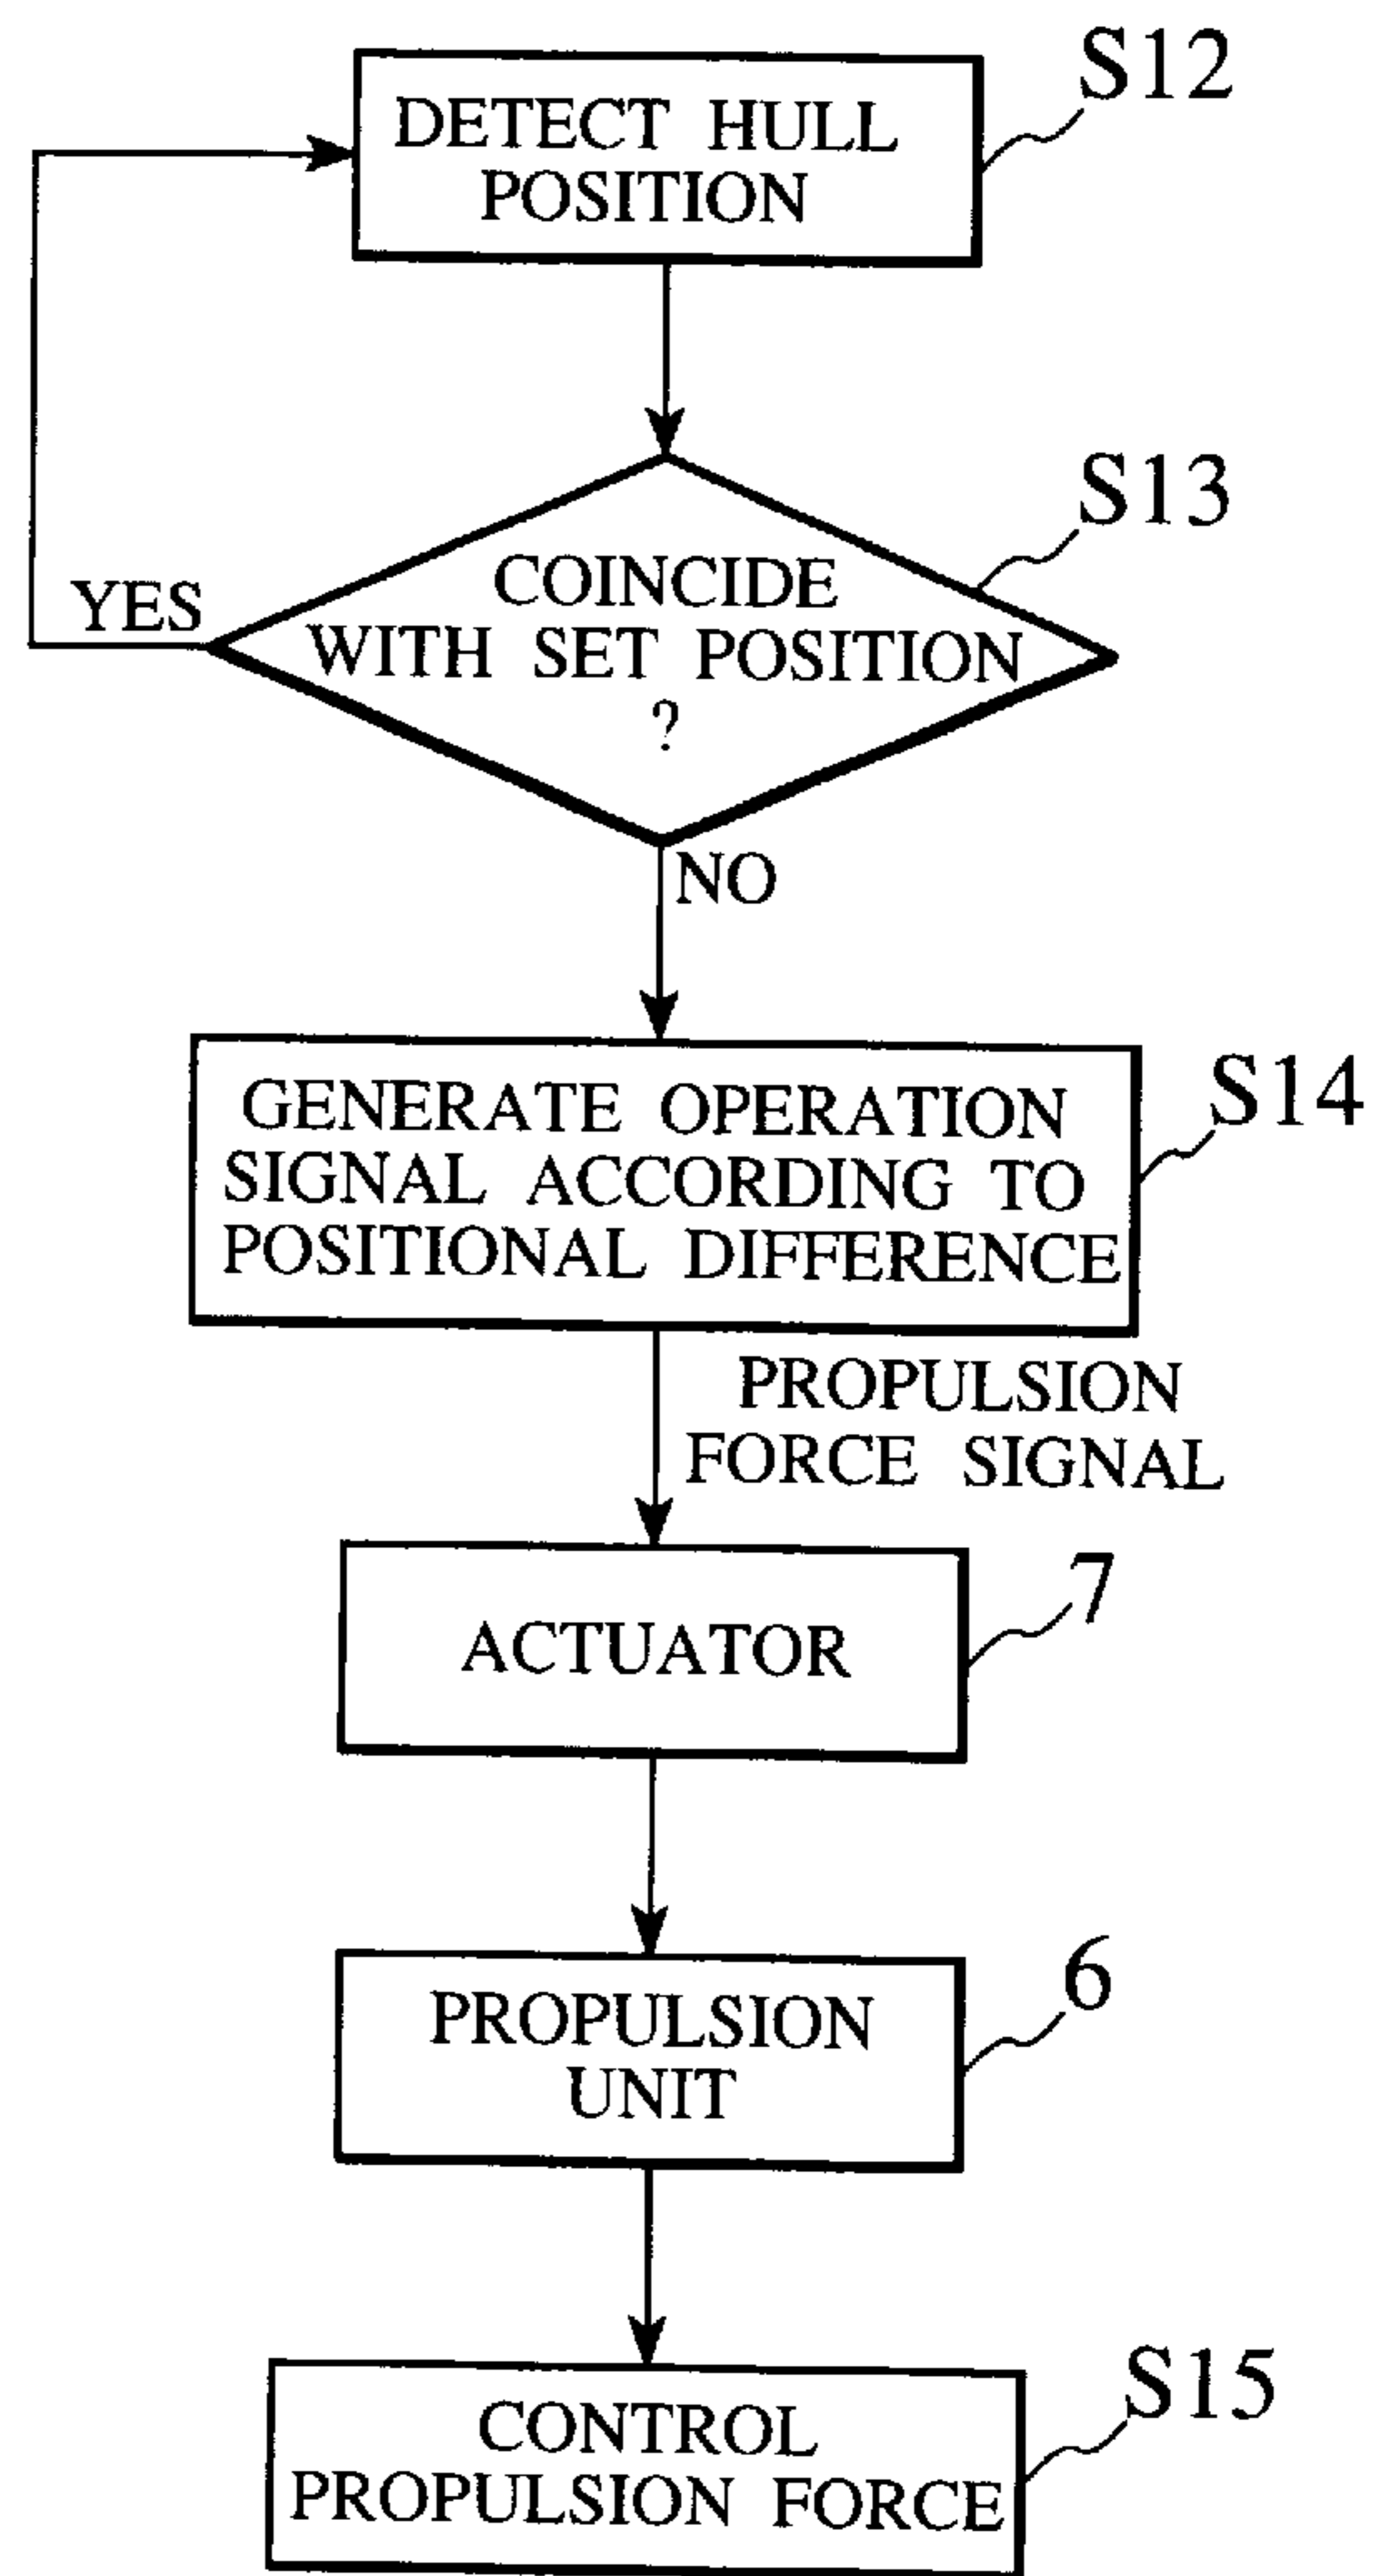 S12
DETECT HULL
POSITION
S13
COINCIDE
WITH SET POSITION
?
YES
NO
S14
GENERATE OPERATION
SIGNAL ACCORDING TO
POSITIONAL DIFFERENCE
PROPULSION
FORCE SIGNAL
7
ACTUATOR
6
PROPULSION
UNIT
S15
CONTROL
PROPULSION FORCE